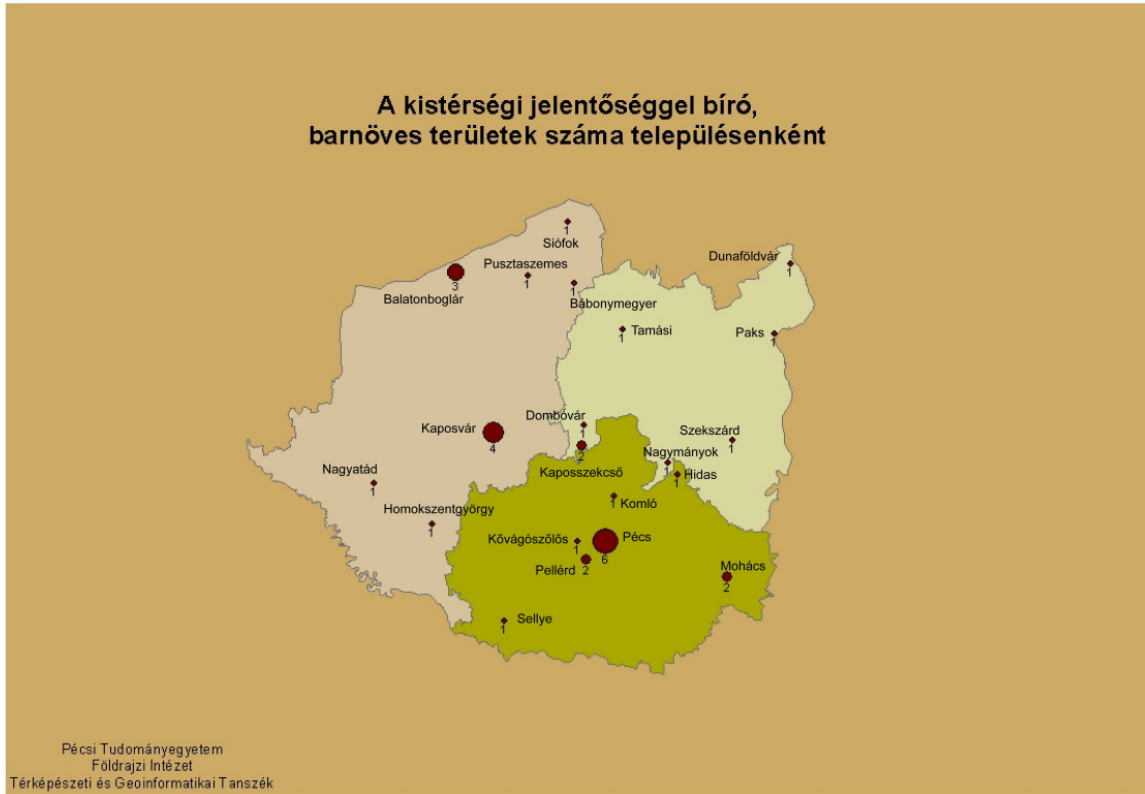 A kistérségi jelentőséggel bíró,
barnöves területek száma településenként
1
Siófok
Dunaföldvár
1
Pusztaszemes
1
3
Balatonboglár
1
Bábonymegyer
1
Tamási
Paks
1
Dombóvár
1
Kaposvár
4
2
Kaposszekcső
Szekszárd
1
Nagymányok
1
Hidas
1
Nagyatád
1
Homokszentgyörgy
1
1
Komló
Kővágószőlős
1
Pécs
6
Pellérd
2
Mohács
2
Sellye
1
Pécsi Tudományegyetem
Földrajzi Intézet
Térképészeti és Geoinformatikai Tanszék